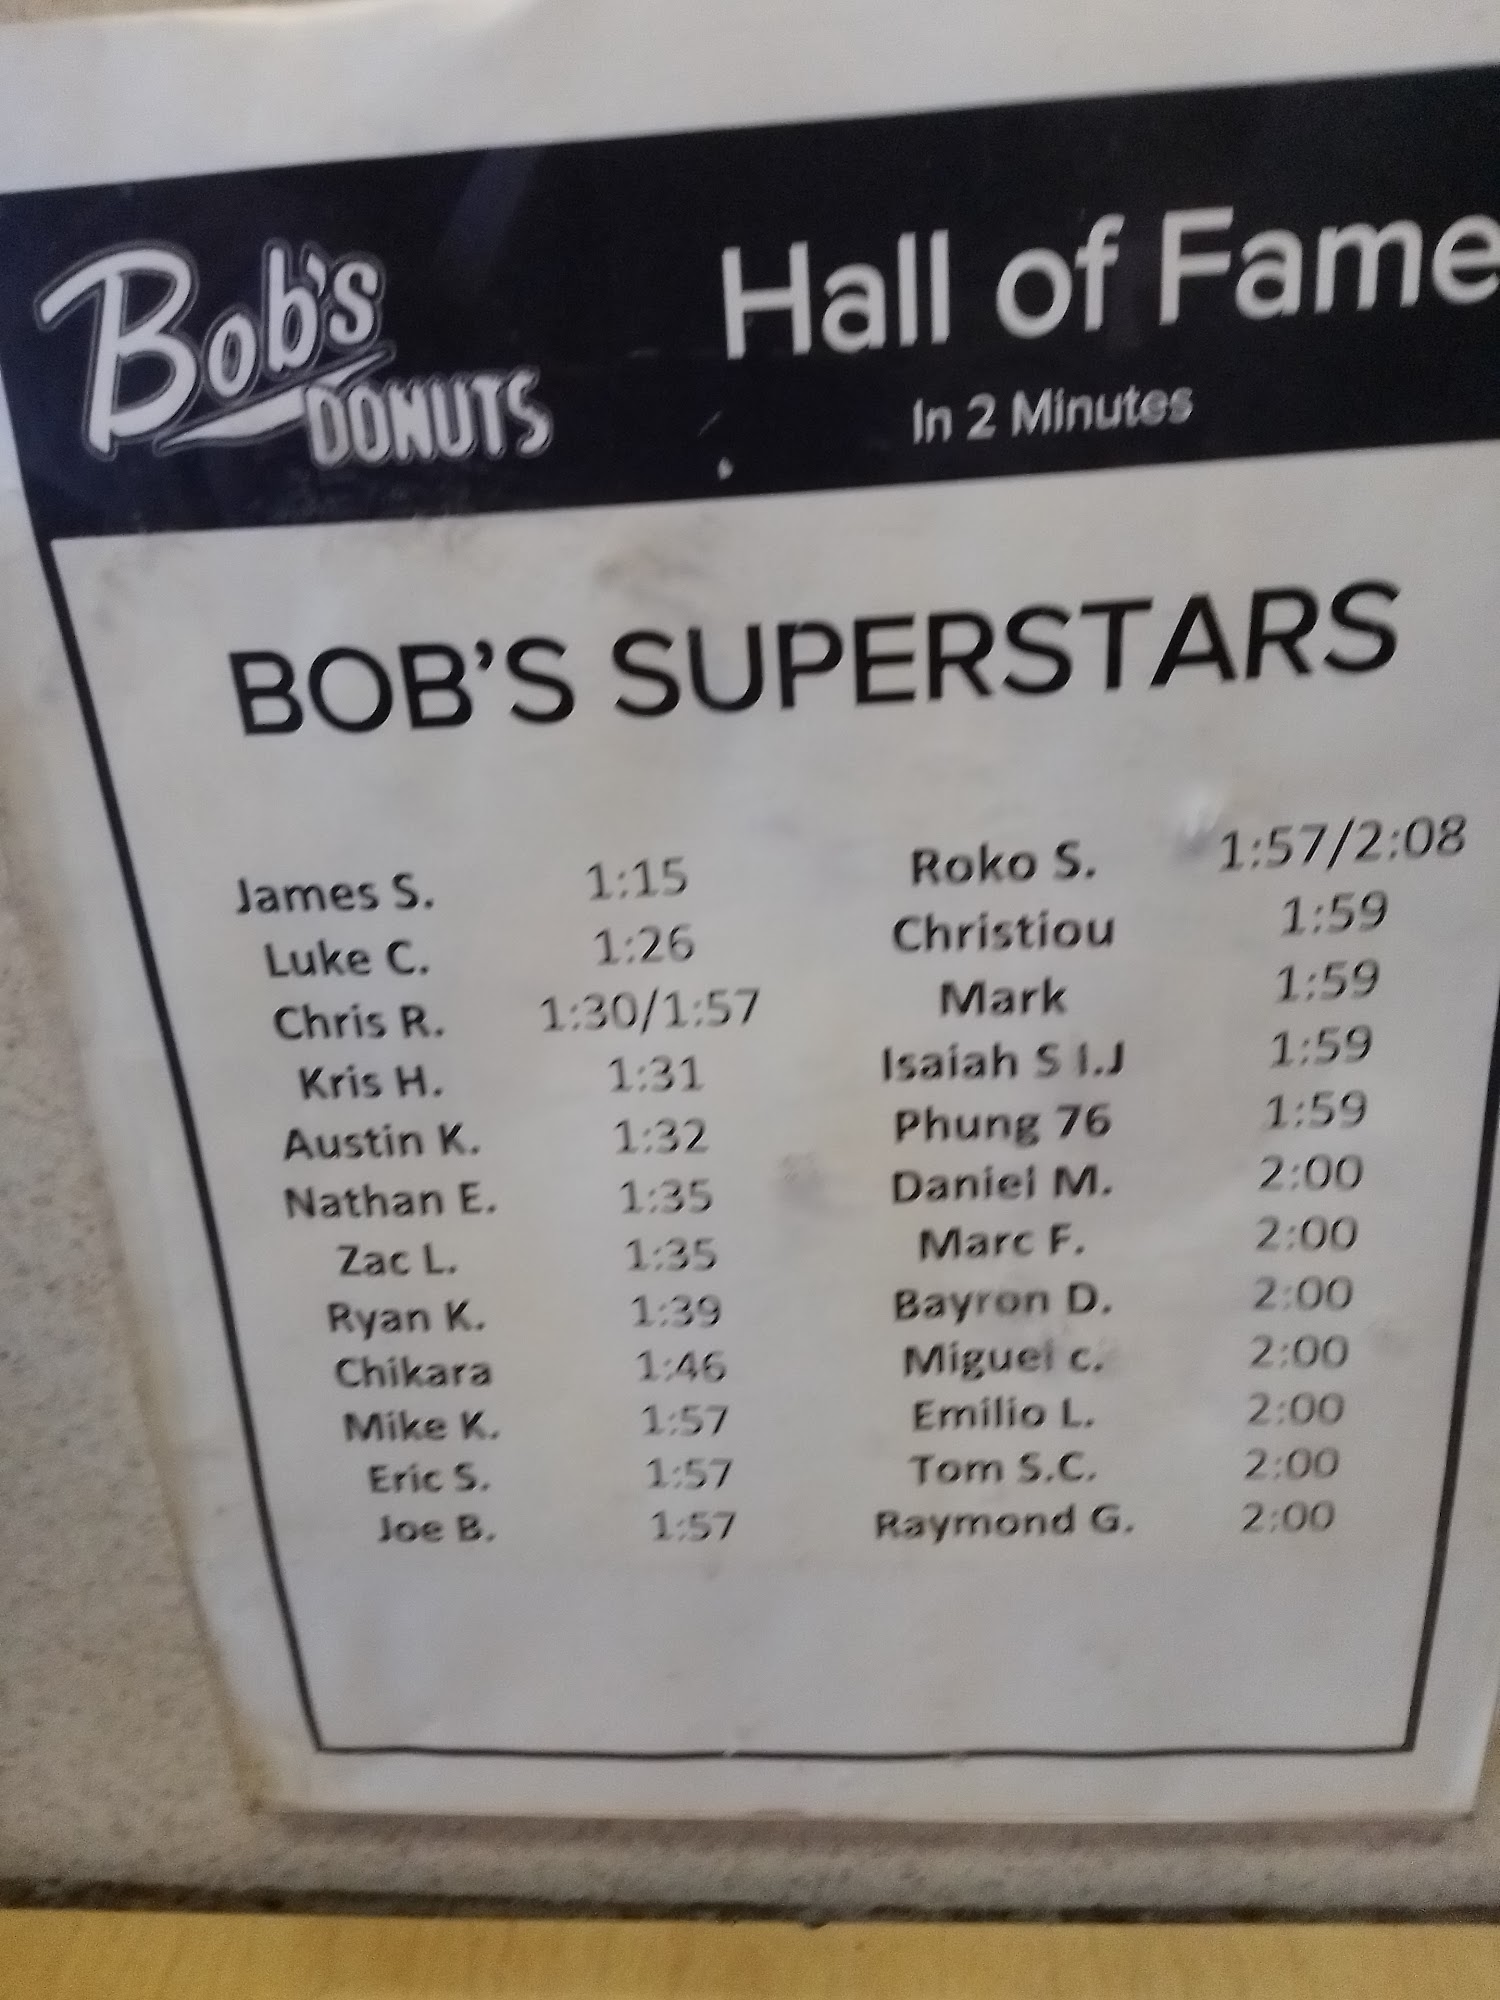 Bob's
DONUTS
Hall of Fame
In 2 Minutes
BOB'S SUPERSTARS
James S. 1:15
Luke C. 1:26
Chris R. 1:30/1:57
Kris H. 1:31
Austin K. 1:32
Nathan E. 1:35
Zac L. 1:35
Ryan K. 1:39
Chikara 1:46
Mike K. 1:57
Eric S. 1:57
Joe B. 1:57
Roko S. 1:57/2:08
Christiou 1:59
Mark 1:59
Isaiah S I.J 1:59
Phung 76 1:59
Daniel M. 2:00
Marc F. 2:00
Bayron D. 2:00
Miguel c. 2:00
Emilio L. 2:00
Tom S.C. 2:00
Raymond G. 2:00